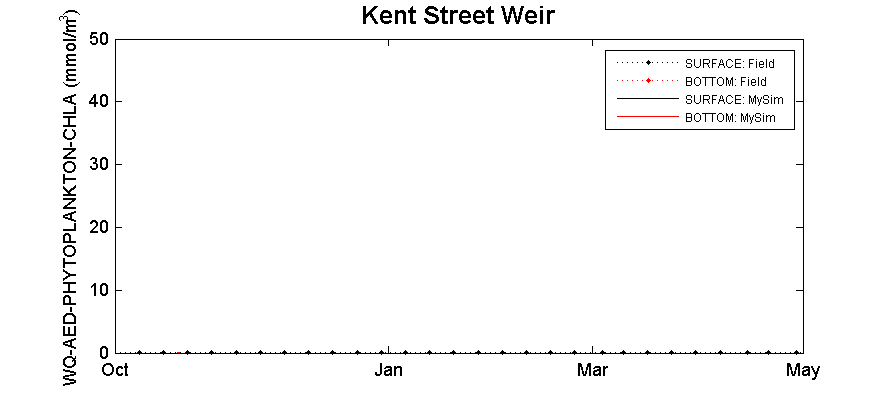 Kent Street Weir
WQ-AED-PHYTOPLANKTON-CHLA (mmol/m³)
50
40
30
20
10
0
Oct
Jan
Mar
May
SURFACE: Field
BOTTOM: Field
SURFACE: MySim
BOTTOM: MySim